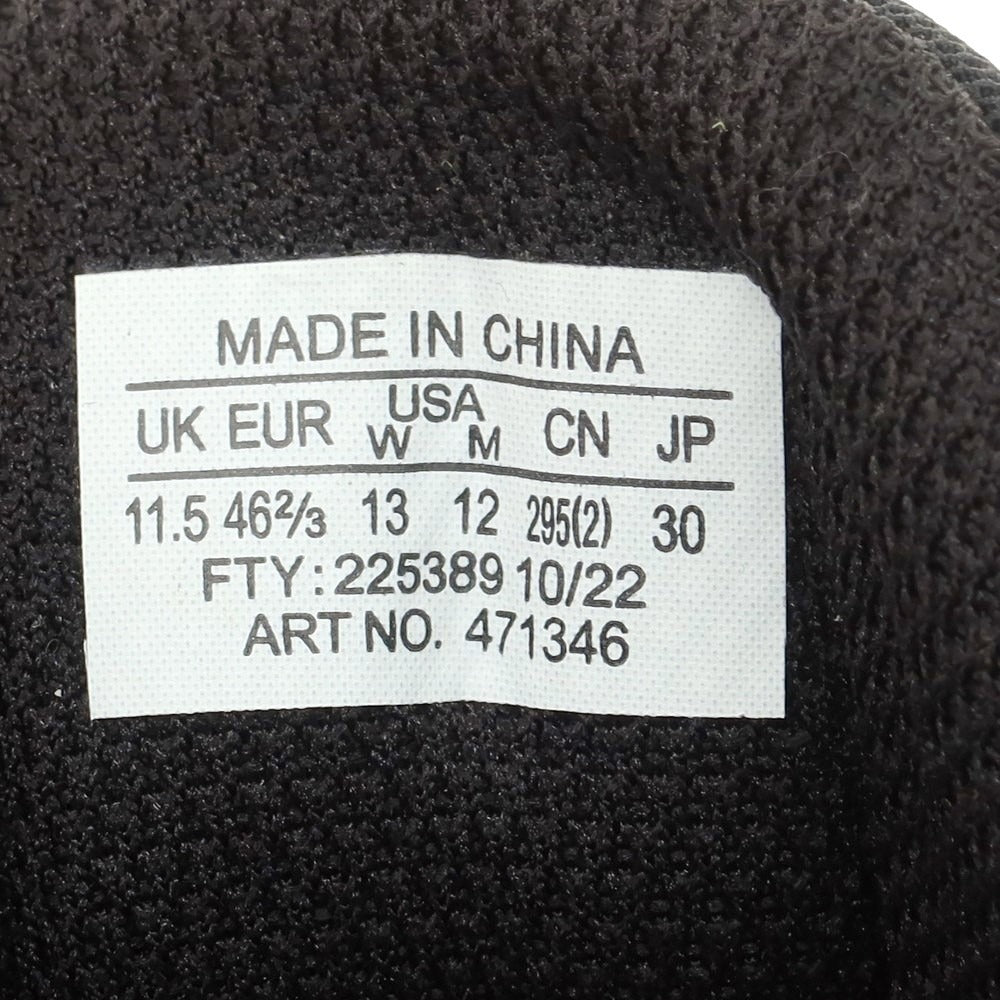 MADE IN CHINA
UK EUR USA W M CN JP
11.5 46⅔ 13 12 295(2) 30
FTY: 225389 10/22
ART NO. 471346